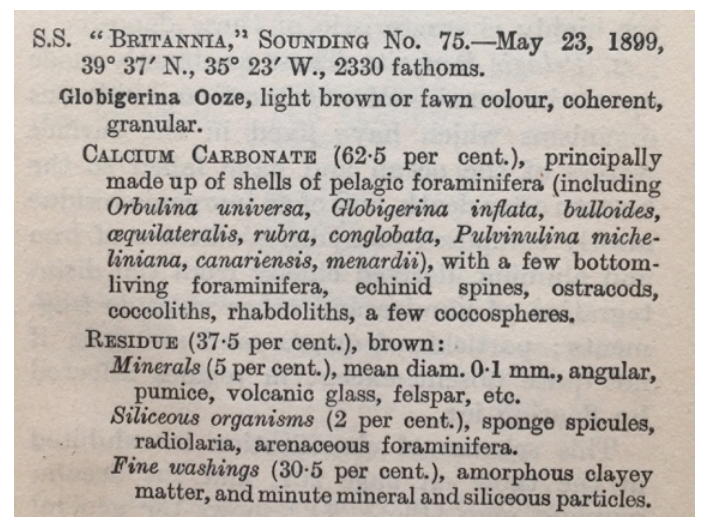 S.S. “BRITANNIA,” SOUNDING No. 75.—May 23, 1899,
39° 37′ N., 35° 23′ W., 2330 fathoms.
Globigerina Ooze, light brown or fawn colour, coherent,
granular.
CALCIUM CARBONATE (62·5 per cent.), principally
made up of shells of pelagic foraminifera (including
Orbulina universa, Globigerina inflata, bulloides,
æquilateralis, rubra, conglobata, Pulvinulina miche-
liniana, canariensis, menardii), with a few bottom-
living foraminifera, echinid spines, ostracods,
coccoliths, rhabdoliths, a few coccospheres.
RESIDUE (37·5 per cent.), brown:
Minerals (5 per cent.), mean diam. 0·1 mm., angular,
pumice, volcanic glass, felspar, etc.
Siliceous organisms (2 per cent.), sponge spicules,
radiolaria, arenaceous foraminifera.
Fine washings (30·5 per cent.), amorphous clayey
matter, and minute mineral and siliceous particles.